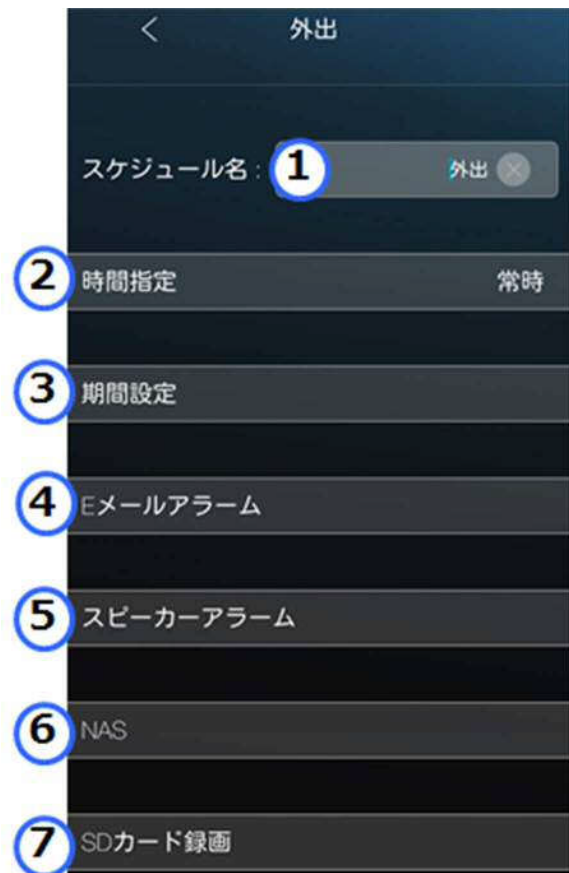 外出
スケジュール名 : 1 外出
2 時間指定 常時
3 期間設定
4 Eメールアラーム
5 スピーカーアラーム
6 NAS
7 SDカード録画